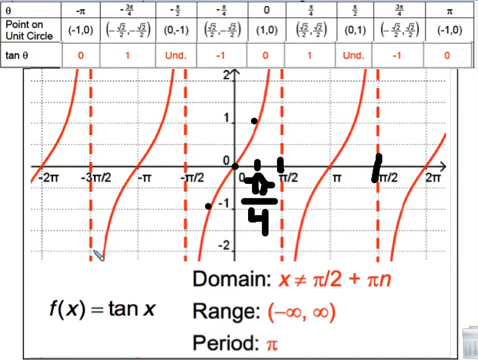 θ -π -3π/4 -π/2 -π/4 0 π/4 π/2 3π/4 π
Point on Unit Circle (-1,0) (-√2/2,-√2/2) (0,-1) (√2/2,-√2/2) (1,0) (√2/2,√2/2) (0,1) (-√2/2,√2/2) (-1,0)
tan θ 0 1 Und. -1 0 1 Und. -1 0
2
1
-2π -3π/2 -π -π/2 0 π/2 π π/2 2π
π/4
-1
-2
Domain: x ≠ π/2 + πn
f(x) = tan x Range: (-∞, ∞)
Period: π